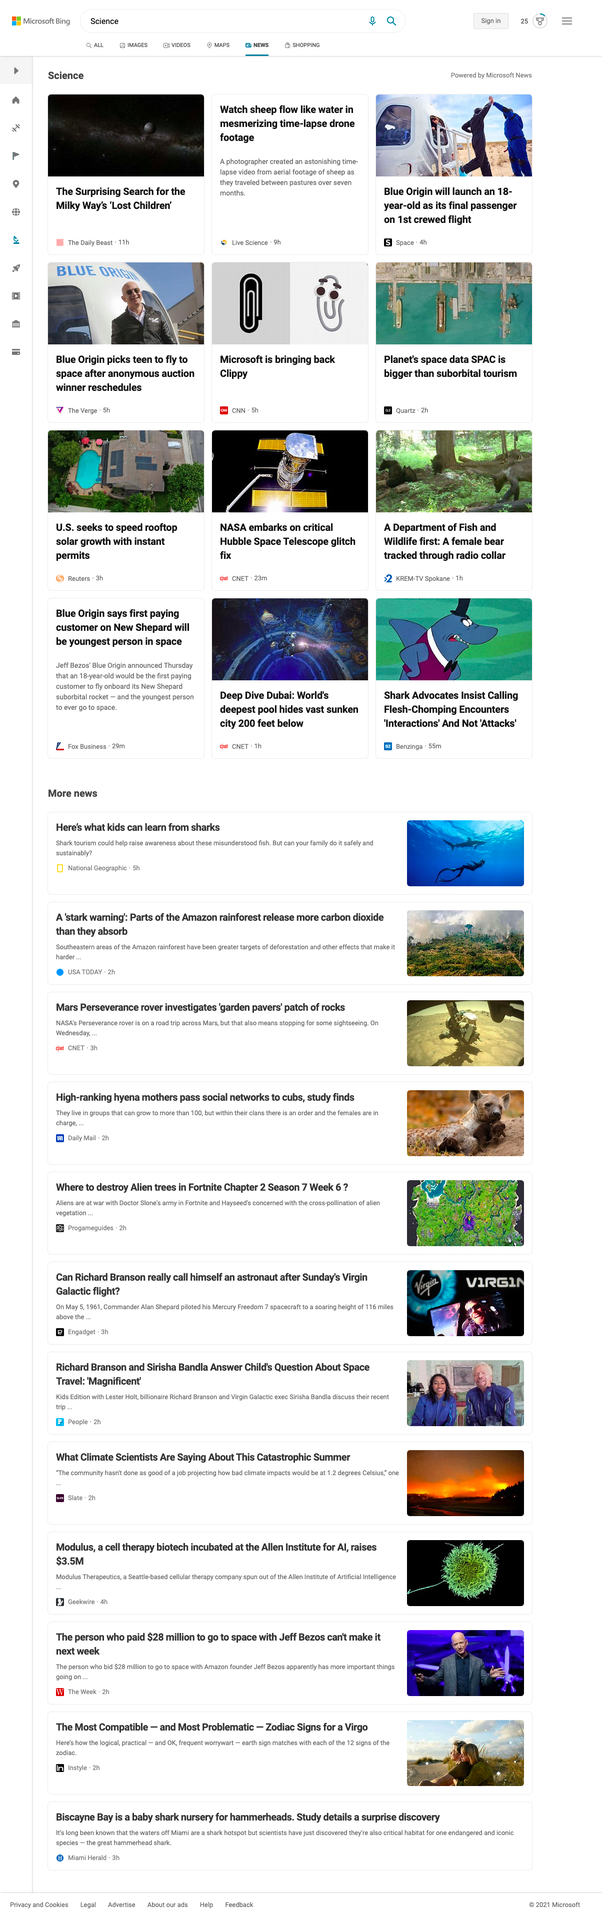 Microsoft Bing
Science
Sign in
25
ALL
IMAGES
VIDEOS
MAPS
NEWS
SHOPPING
Science
Powered by Microsoft News
The Surprising Search for the
Milky Way's 'Lost Children'
The Daily Beast · 11h
Watch sheep flow like water in
mesmerizing time-lapse drone
footage
A photographer created an astonishing time-
lapse video from aerial footage of sheep as
they traveled between pastures over seven
months.
Live Science · 9h
Blue Origin will launch an 18-
year-old as its final passenger
on 1st crewed flight
Space · 4h
BLUE ORIGIN
Blue Origin picks teen to fly to
space after anonymous auction
winner reschedules
The Verge · 5h
Microsoft is bringing back
Clippy
CNN · 5h
Planet's space data SPAC is
bigger than suborbital tourism
Quartz · 2h
U.S. seeks to speed rooftop
solar growth with instant
permits
Reuters · 3h
NASA embarks on critical
Hubble Space Telescope glitch
fix
CNET · 23m
A Department of Fish and
Wildlife first: A female bear
tracked through radio collar
KREM-TV Spokane · 1h
Blue Origin says first paying
customer on New Shepard will
be youngest person in space
Jeff Bezos' Blue Origin announced Thursday
that an 18-year-old would be the first paying
customer to fly onboard its New Shepard
suborbital rocket — and the youngest person
to ever go to space.
Fox Business · 29m
Deep Dive Dubai: World's
deepest pool hides vast sunken
city 200 feet below
CNET · 1h
Shark Advocates Insist Calling
Flesh-Chomping Encounters
'Interactions' And Not 'Attacks'
Benzinga · 55m
More news
Here's what kids can learn from sharks
Shark tourism could help raise awareness about these misunderstood fish. But can your family do it safely and
sustainably?
National Geographic · 5h
A 'stark warning': Parts of the Amazon rainforest release more carbon dioxide
than they absorb
Southeastern areas of the Amazon rainforest have been greater targets of deforestation and other effects that make it
harder ...
USA TODAY · 2h
Mars Perseverance rover investigates 'garden pavers' patch of rocks
NASA's Perseverance rover is on a road trip across Mars, but that also means stopping for some sightseeing. On
Wednesday, ...
CNET · 3h
High-ranking hyena mothers pass social networks to cubs, study finds
They live in groups that can grow to more than 100, but within their clans there is an order and the females are in
charge, ...
Daily Mail · 2h
Where to destroy Alien trees in Fortnite Chapter 2 Season 7 Week 6 ?
Aliens are at war with Doctor Slone's army in Fortnite and Hayseed's concerned with the cross-pollination of alien
vegetation ...
Progameguides · 2h
Can Richard Branson really call himself an astronaut after Sunday's Virgin
Galactic flight?
On May 5, 1961, Commander Alan Shepard piloted his Mercury Freedom 7 spacecraft to a soaring height of 116 miles
above the ...
Engadget · 3h
Virgin
VIRGIN
Richard Branson and Sirisha Bandla Answer Child's Question About Space
Travel: 'Magnificent'
Kids Edition with Lester Holt, billionaire Richard Branson and Virgin Galactic exec Sirisha Bandla discuss their recent
trip ...
People · 2h
What Climate Scientists Are Saying About This Catastrophic Summer
"The community hasn't done as good of a job projecting how bad climate impacts would be at 1.2 degrees Celsius," one
...
Slate · 2h
Modulus, a cell therapy biotech incubated at the Allen Institute for AI, raises
$3.5M
Modulus Therapeutics, a Seattle-based cellular therapy company spun out of the Allen Institute of Artificial Intelligence
...
Geekwire · 4h
The person who paid $28 million to go to space with Jeff Bezos can't make it
next week
The person who bid $28 million to go to space with Amazon founder Jeff Bezos apparently has more important things
going on ...
The Week · 2h
The Most Compatible — and Most Problematic — Zodiac Signs for a Virgo
Here's how the logical, practical — and OK, frequent worrywart — earth sign matches with each of the 12 signs of the
zodiac.
Instyle · 2h
Biscayne Bay is a baby shark nursery for hammerheads. Study details a surprise discovery
It's long been known that the waters off Miami are a shark hotspot but scientists have just discovered they're also critical habitat for one endangered and iconic
species — the great hammerhead shark.
Miami Herald · 3h
Privacy and Cookies
Legal
Advertise
About our ads
Help
Feedback
© 2021 Microsoft